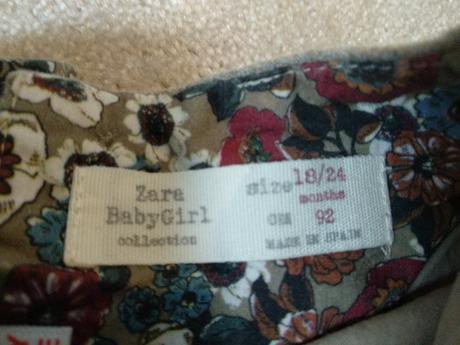 Zara
BabyGirl
collection
size 18/24
months
cm 92
MADE IN SPAIN